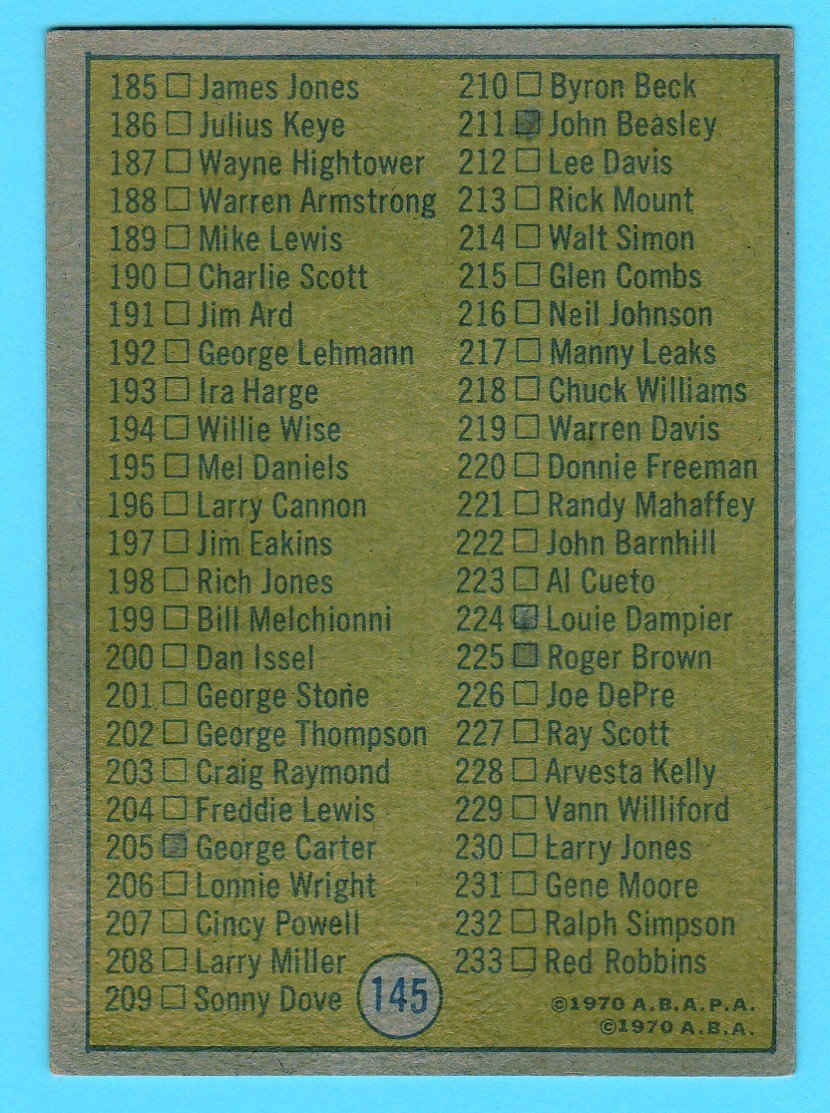 185 ☐ James Jones
186 ☐ Julius Keye
187 ☐ Wayne Hightower
188 ☐ Warren Armstrong
189 ☐ Mike Lewis
190 ☐ Charlie Scott
191 ☐ Jim Ard
192 ☐ George Lehmann
193 ☐ Ira Harge
194 ☐ Willie Wise
195 ☐ Mel Daniels
196 ☐ Larry Cannon
197 ☐ Jim Eakins
198 ☐ Rich Jones
199 ☐ Bill Melchionni
200 ☐ Dan Issel
201 ☐ George Stone
202 ☐ George Thompson
203 ☐ Craig Raymond
204 ☐ Freddie Lewis
205 ■ George Carter
206 ☐ Lonnie Wright
207 ☐ Cincy Powell
208 ☐ Larry Miller
209 ☐ Sonny Dove
210 ☐ Byron Beck
211 ■ John Beasley
212 ☐ Lee Davis
213 ☐ Rick Mount
214 ☐ Walt Simon
215 ☐ Glen Combs
216 ☐ Neil Johnson
217 ☐ Manny Leaks
218 ☐ Chuck Williams
219 ☐ Warren Davis
220 ☐ Donnie Freeman
221 ☐ Randy Mahaffey
222 ☐ John Barnhill
223 ☐ Al Cueto
224 ■ Louie Dampier
225 ■ Roger Brown
226 ☐ Joe DePre
227 ☐ Ray Scott
228 ☐ Arvesta Kelly
229 ☐ Vann Williford
230 ☐ Larry Jones
231 ☐ Gene Moore
232 ☐ Ralph Simpson
233 ☐ Red Robbins
145
©1970 A.B.A.P.A.
©1970 A.B.A.